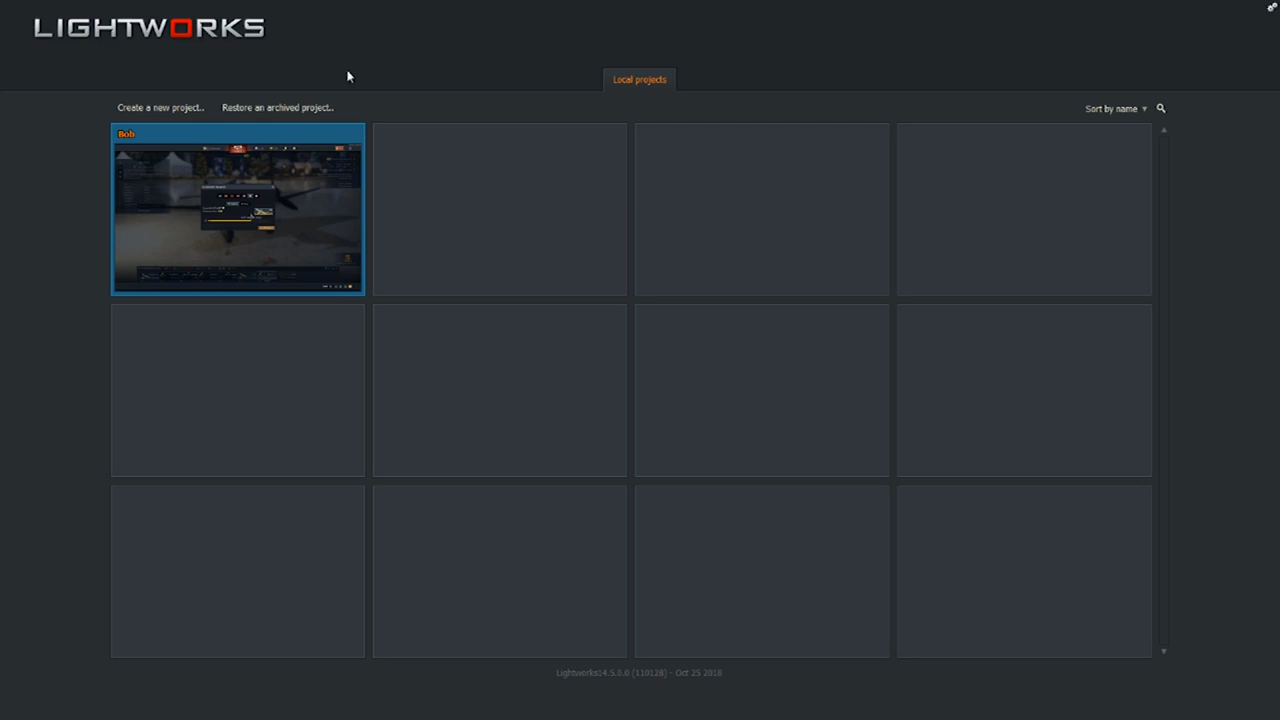 LIGHTWORKS
Local projects
Create a new project.. Restore an archived project..
Sort by name
Bob
Lightworks14.5.0.0 (110128) - Oct 25 2018